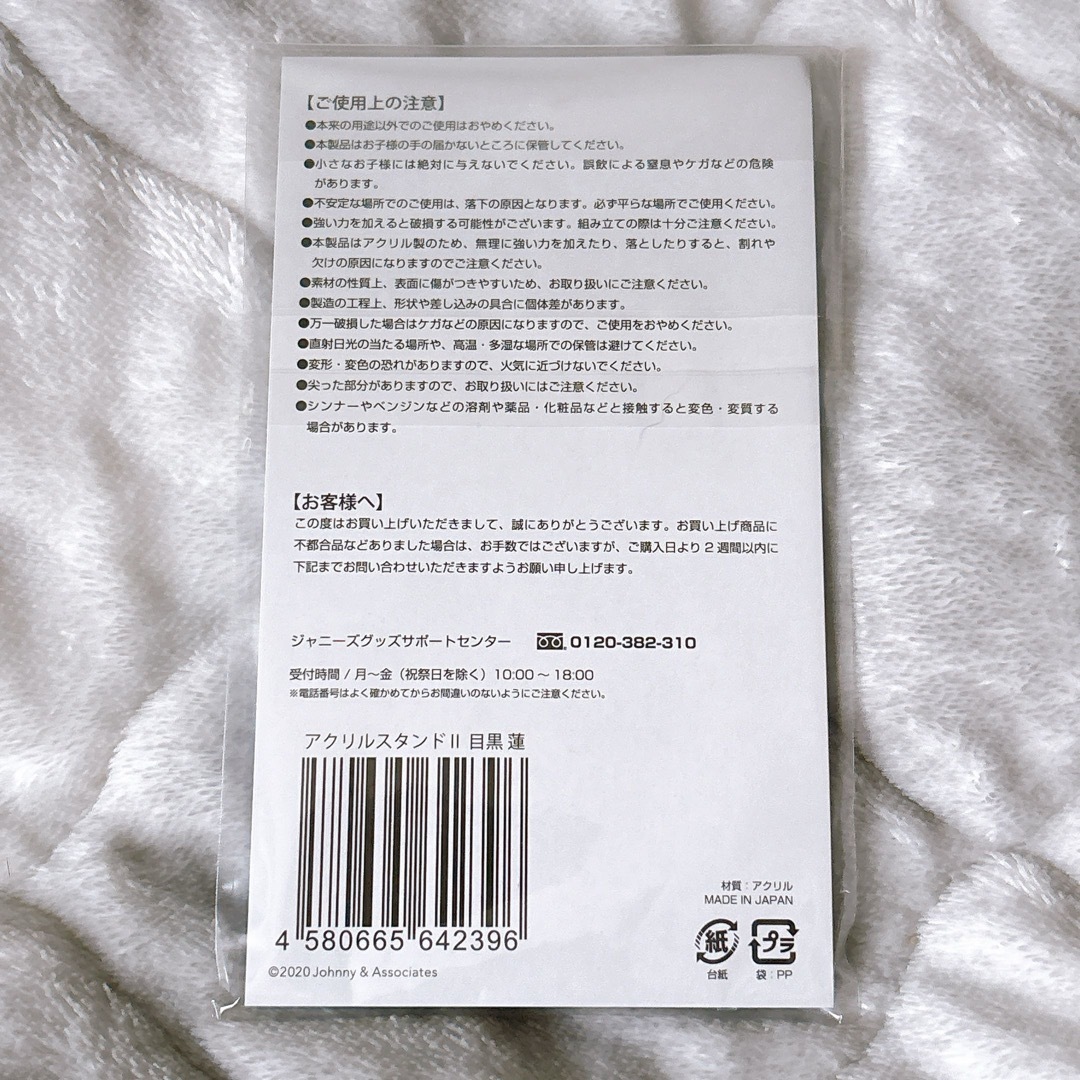 【ご使用上の注意】
●本来の用途以外でのご使用はおやめください。
●本製品はお子様の手の届かないところに保管してください。
●小さなお子様には絶対に与えないでください。誤飲による窒息やケガなどの危険
があります。
●不安定な場所でのご使用は、落下の原因となります。必ず平らな場所でご使用ください。
●強い力を加えると破損する可能性がございます。組み立ての際は十分ご注意ください。
●本製品はアクリル製のため、無理に強い力を加えたり、落としたりすると、割れや
欠けの原因になりますのでご注意ください。
●素材の性質上、表面に傷がつきやすいため、お取り扱いにご注意ください。
●製造の工程上、形状や差し込みの具合に個体差があります。
●万一破損した場合はケガなどの原因になりますので、ご使用をおやめください。
●直射日光の当たる場所や、高温・多湿な場所での保管は避けてください。
●変形・変色の恐れがありますので、火気に近づけないでください。
●尖った部分がありますので、お取り扱いにはご注意ください。
●シンナーやベンジンなどの溶剤や薬品・化粧品などと接触すると変色・変質する
場合があります。
【お客様へ】
この度はお買い上げいただきまして、誠にありがとうございます。お買い上げ商品に
不都合品などありました場合は、お手数ではございますが、ご購入日より2週間以内に
下記までお問い合わせいただきますようお願い申し上げます。
ジャニーズグッズサポートセンター 0120-382-310
受付時間 / 月～金（祝祭日を除く）10:00～18:00
※電話番号はよく確かめてからお間違いのないようにご注意ください。
アクリルスタンドⅡ 目黒 蓮
4 580665 642396
©2020 Johnny & Associates
材質：アクリル
MADE IN JAPAN
紙 プラ
台紙 袋：PP